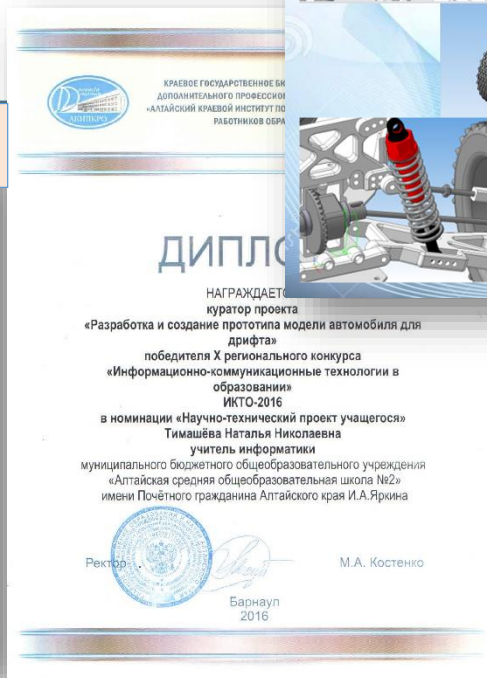 АКИПКРО
КРАЕВОЕ ГОСУДАРСТВЕННОЕ
ДОПОЛНИТЕЛЬНОГО
«АЛТАЙСКИЙ КРАЕВОЙ ИНСТИТУТ
РАБОТНИКОВ
ДИПЛО
НАГРАЖДАЕТС
куратор проекта
«Разработка и создание прототипа модели автомобиля для
дрифта»
победителя X регионального конкурса
«Информационно-коммуникационные технологии в
образовании»
ИКТО-2016
в номинации «Научно-технический проект учащегося»
Тимашёва Наталья Николаевна
учитель информатики
муниципального бюджетного общеобразовательного учреждения
«Алтайская средняя общеобразовательная школа №2»
имени Почётного гражданина Алтайского края И.А.Яркина
Ректор М.А. Костенко
Барнаул
2016